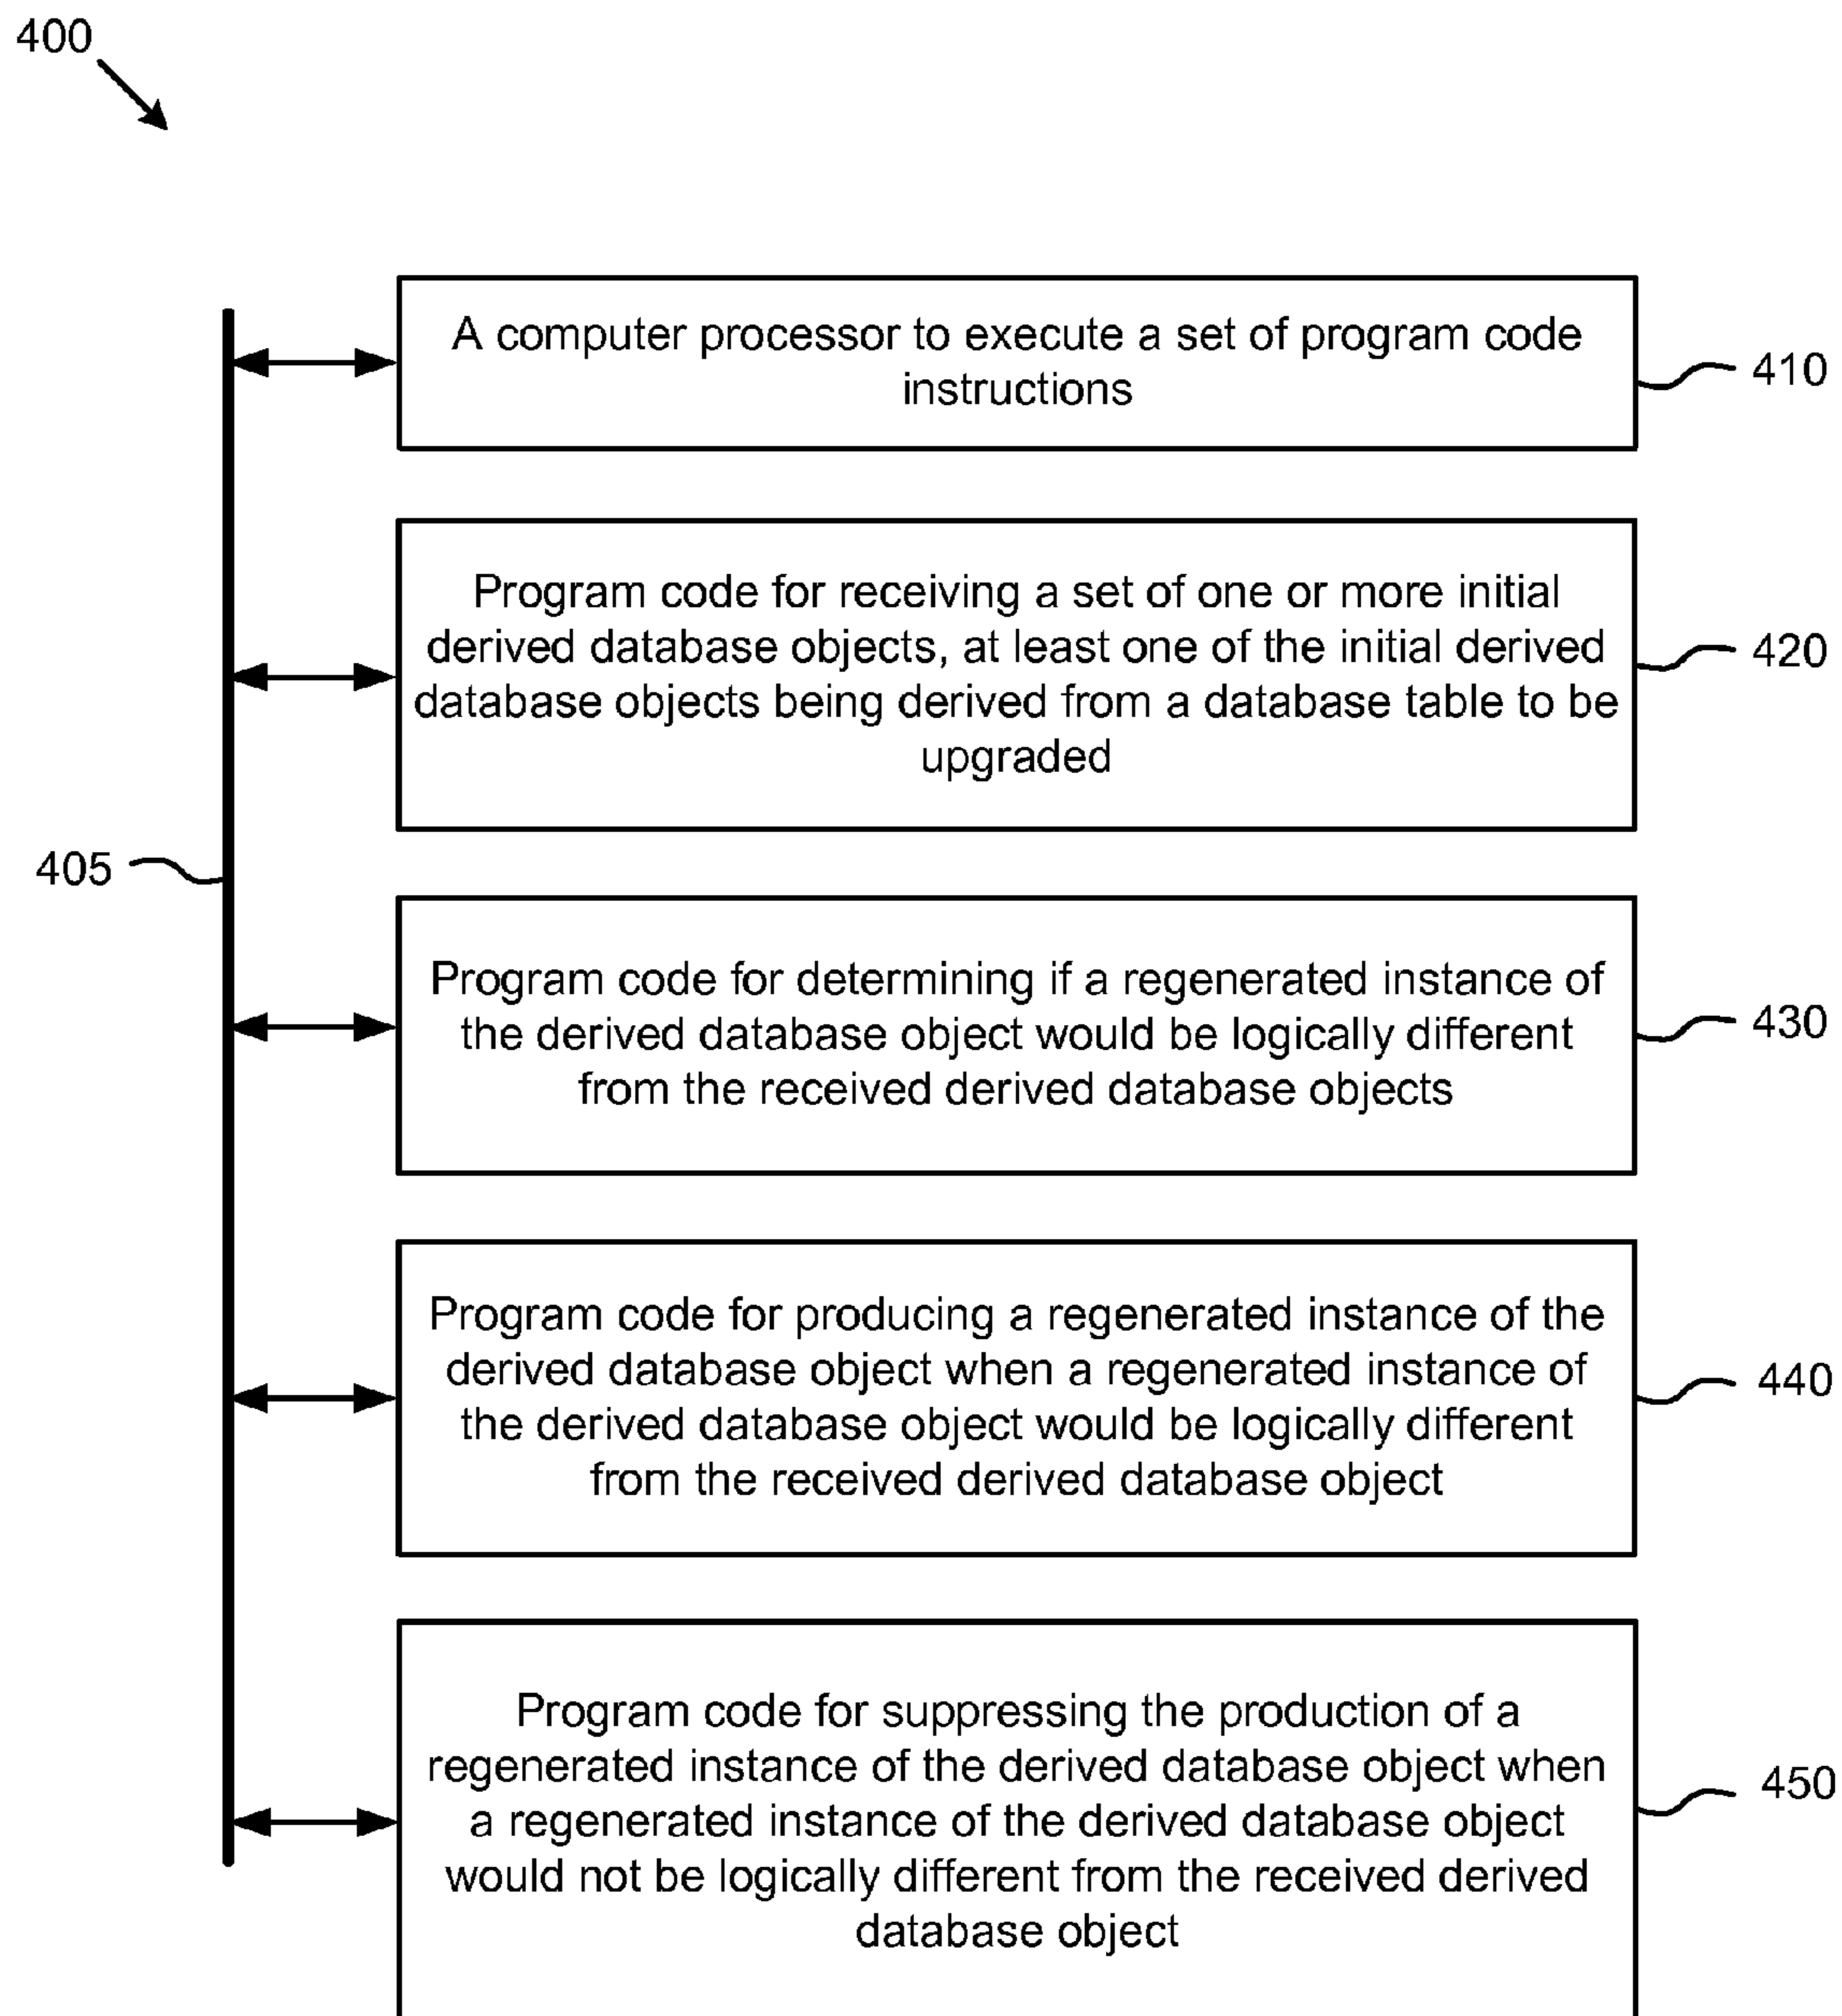 400
A computer processor to execute a set of program code
instructions
410
Program code for receiving a set of one or more initial
derived database objects, at least one of the initial derived
database objects being derived from a database table to be
upgraded
420
405
Program code for determining if a regenerated instance of
the derived database object would be logically different
from the received derived database objects
430
Program code for producing a regenerated instance of the
derived database object when a regenerated instance of
the derived database object would be logically different
from the received derived database object
440
Program code for suppressing the production of a
regenerated instance of the derived database object when
a regenerated instance of the derived database object
would not be logically different from the received derived
database object
450